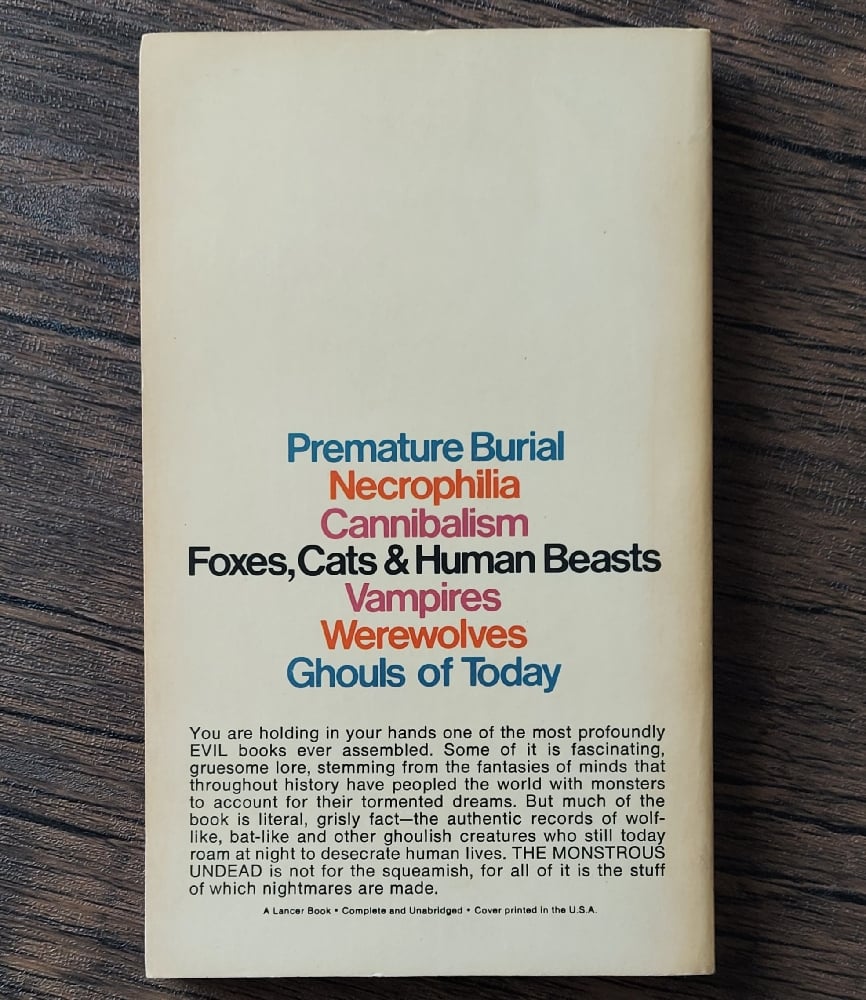 Premature Burial
Necrophilia
Cannibalism
Foxes, Cats & Human Beasts
Vampires
Werewolves
Ghouls of Today
You are holding in your hands one of the most profoundly
EVIL books ever assembled. Some of it is fascinating,
gruesome lore, stemming from the fantasies of minds that
throughout history have peopled the world with monsters
to account for their tormented dreams. But much of the
book is literal, grisly fact—the authentic records of wolf-
like, bat-like and other ghoulish creatures who still today
roam at night to desecrate human lives. THE MONSTROUS
UNDEAD is not for the squeamish, for all of it is the stuff
of which nightmares are made.
A Lancer Book • Complete and Unabridged • Cover printed in the U.S.A.